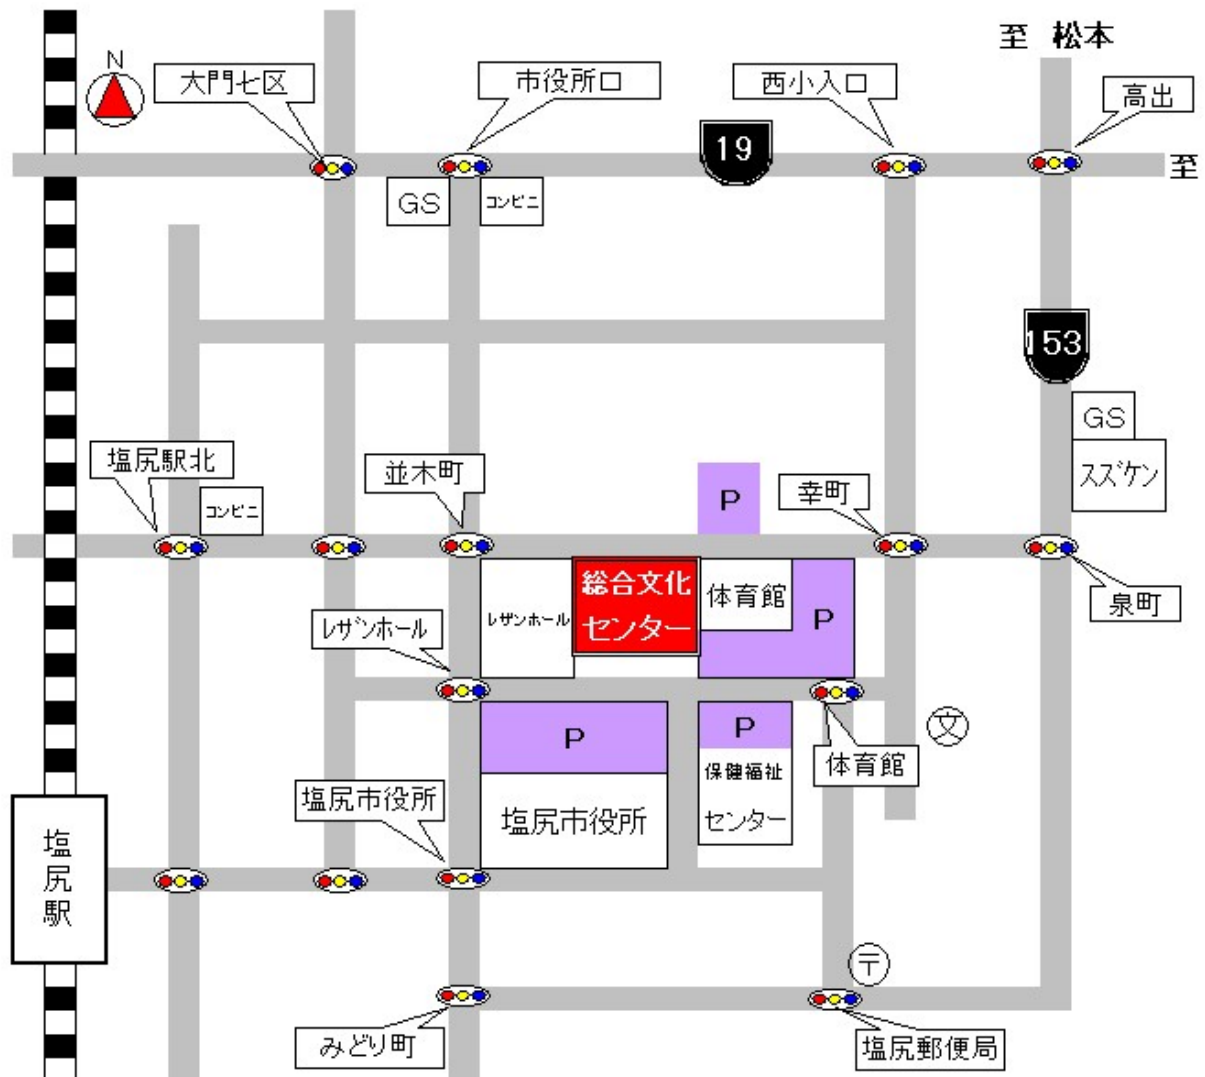 至 松本
N
大門七区
市役所口
西小入口
高出
19
至
GS
コンビニ
153
GS
スズケン
塩尻駅北
コンビニ
並木町
P
幸町
総合文化
センター
体育館
P
泉町
レザンホール
レザンホール
P
P
文
保健福祉
センター
体育館
塩尻市役所
塩尻市役所
塩尻駅
〒
みどり町
塩尻郵便局